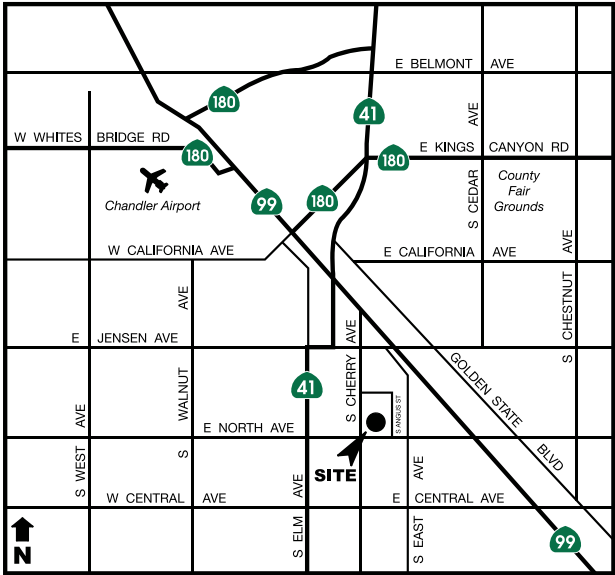 E BELMONT AVE
180
41
AVE
W WHITES BRIDGE RD
180
E KINGS CANYON RD
180
Chandler Airport
99
180
S CEDAR
County
Fair
Grounds
W CALIFORNIA AVE
E CALIFORNIA AVE
AVE
AVE
S CHESTNUT
E JENSEN AVE
AVE
S CHERRY
GOLDEN STATE BLVD
WALNUT
S
41
S ANGUS ST
AVE
S WEST
E NORTH AVE
SITE
W CENTRAL AVE
AVE
S ELM
E CENTRAL AVE
AVE
S EAST
99
N